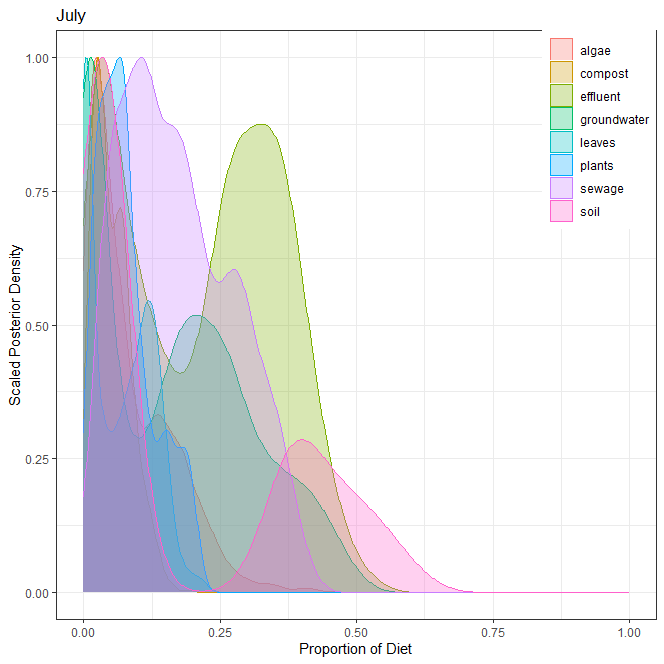 July
algae
compost
effluent
groundwater
leaves
plants
sewage
soil
Scaled Posterior Density
1.00
0.75
0.50
0.25
0.00
0.00 0.25 0.50 0.75 1.00
Proportion of Diet